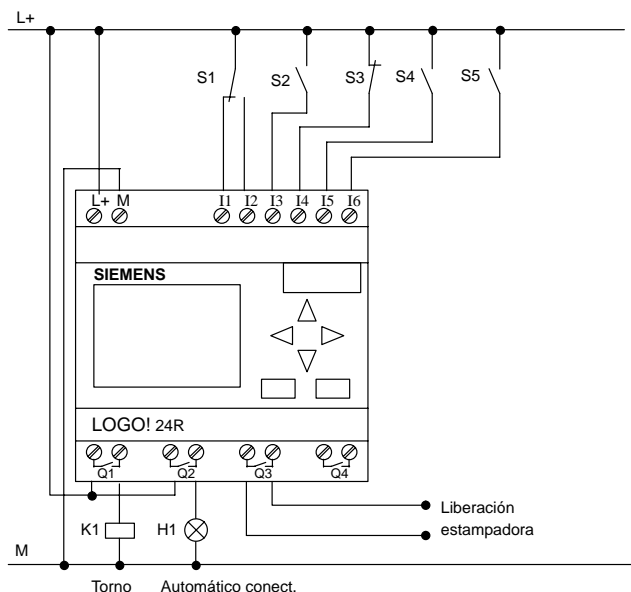 L+
S1 S2 S3 S4 S5
L+ M I1 I2 I3 I4 I5 I6
SIEMENS
LOGO! 24R
Q1 Q2 Q3 Q4
Liberación
estampadora
K1 H1
M
Torno Automático conect.